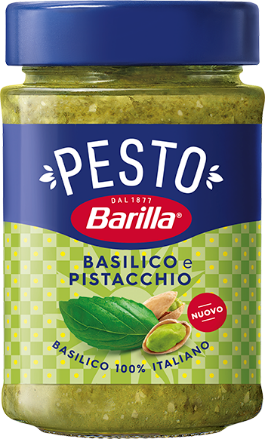 PESTO
DAL 1877
Barilla
BASILICO e
PISTACCHIO
NUOVO
BASILICO 100% ITALIANO